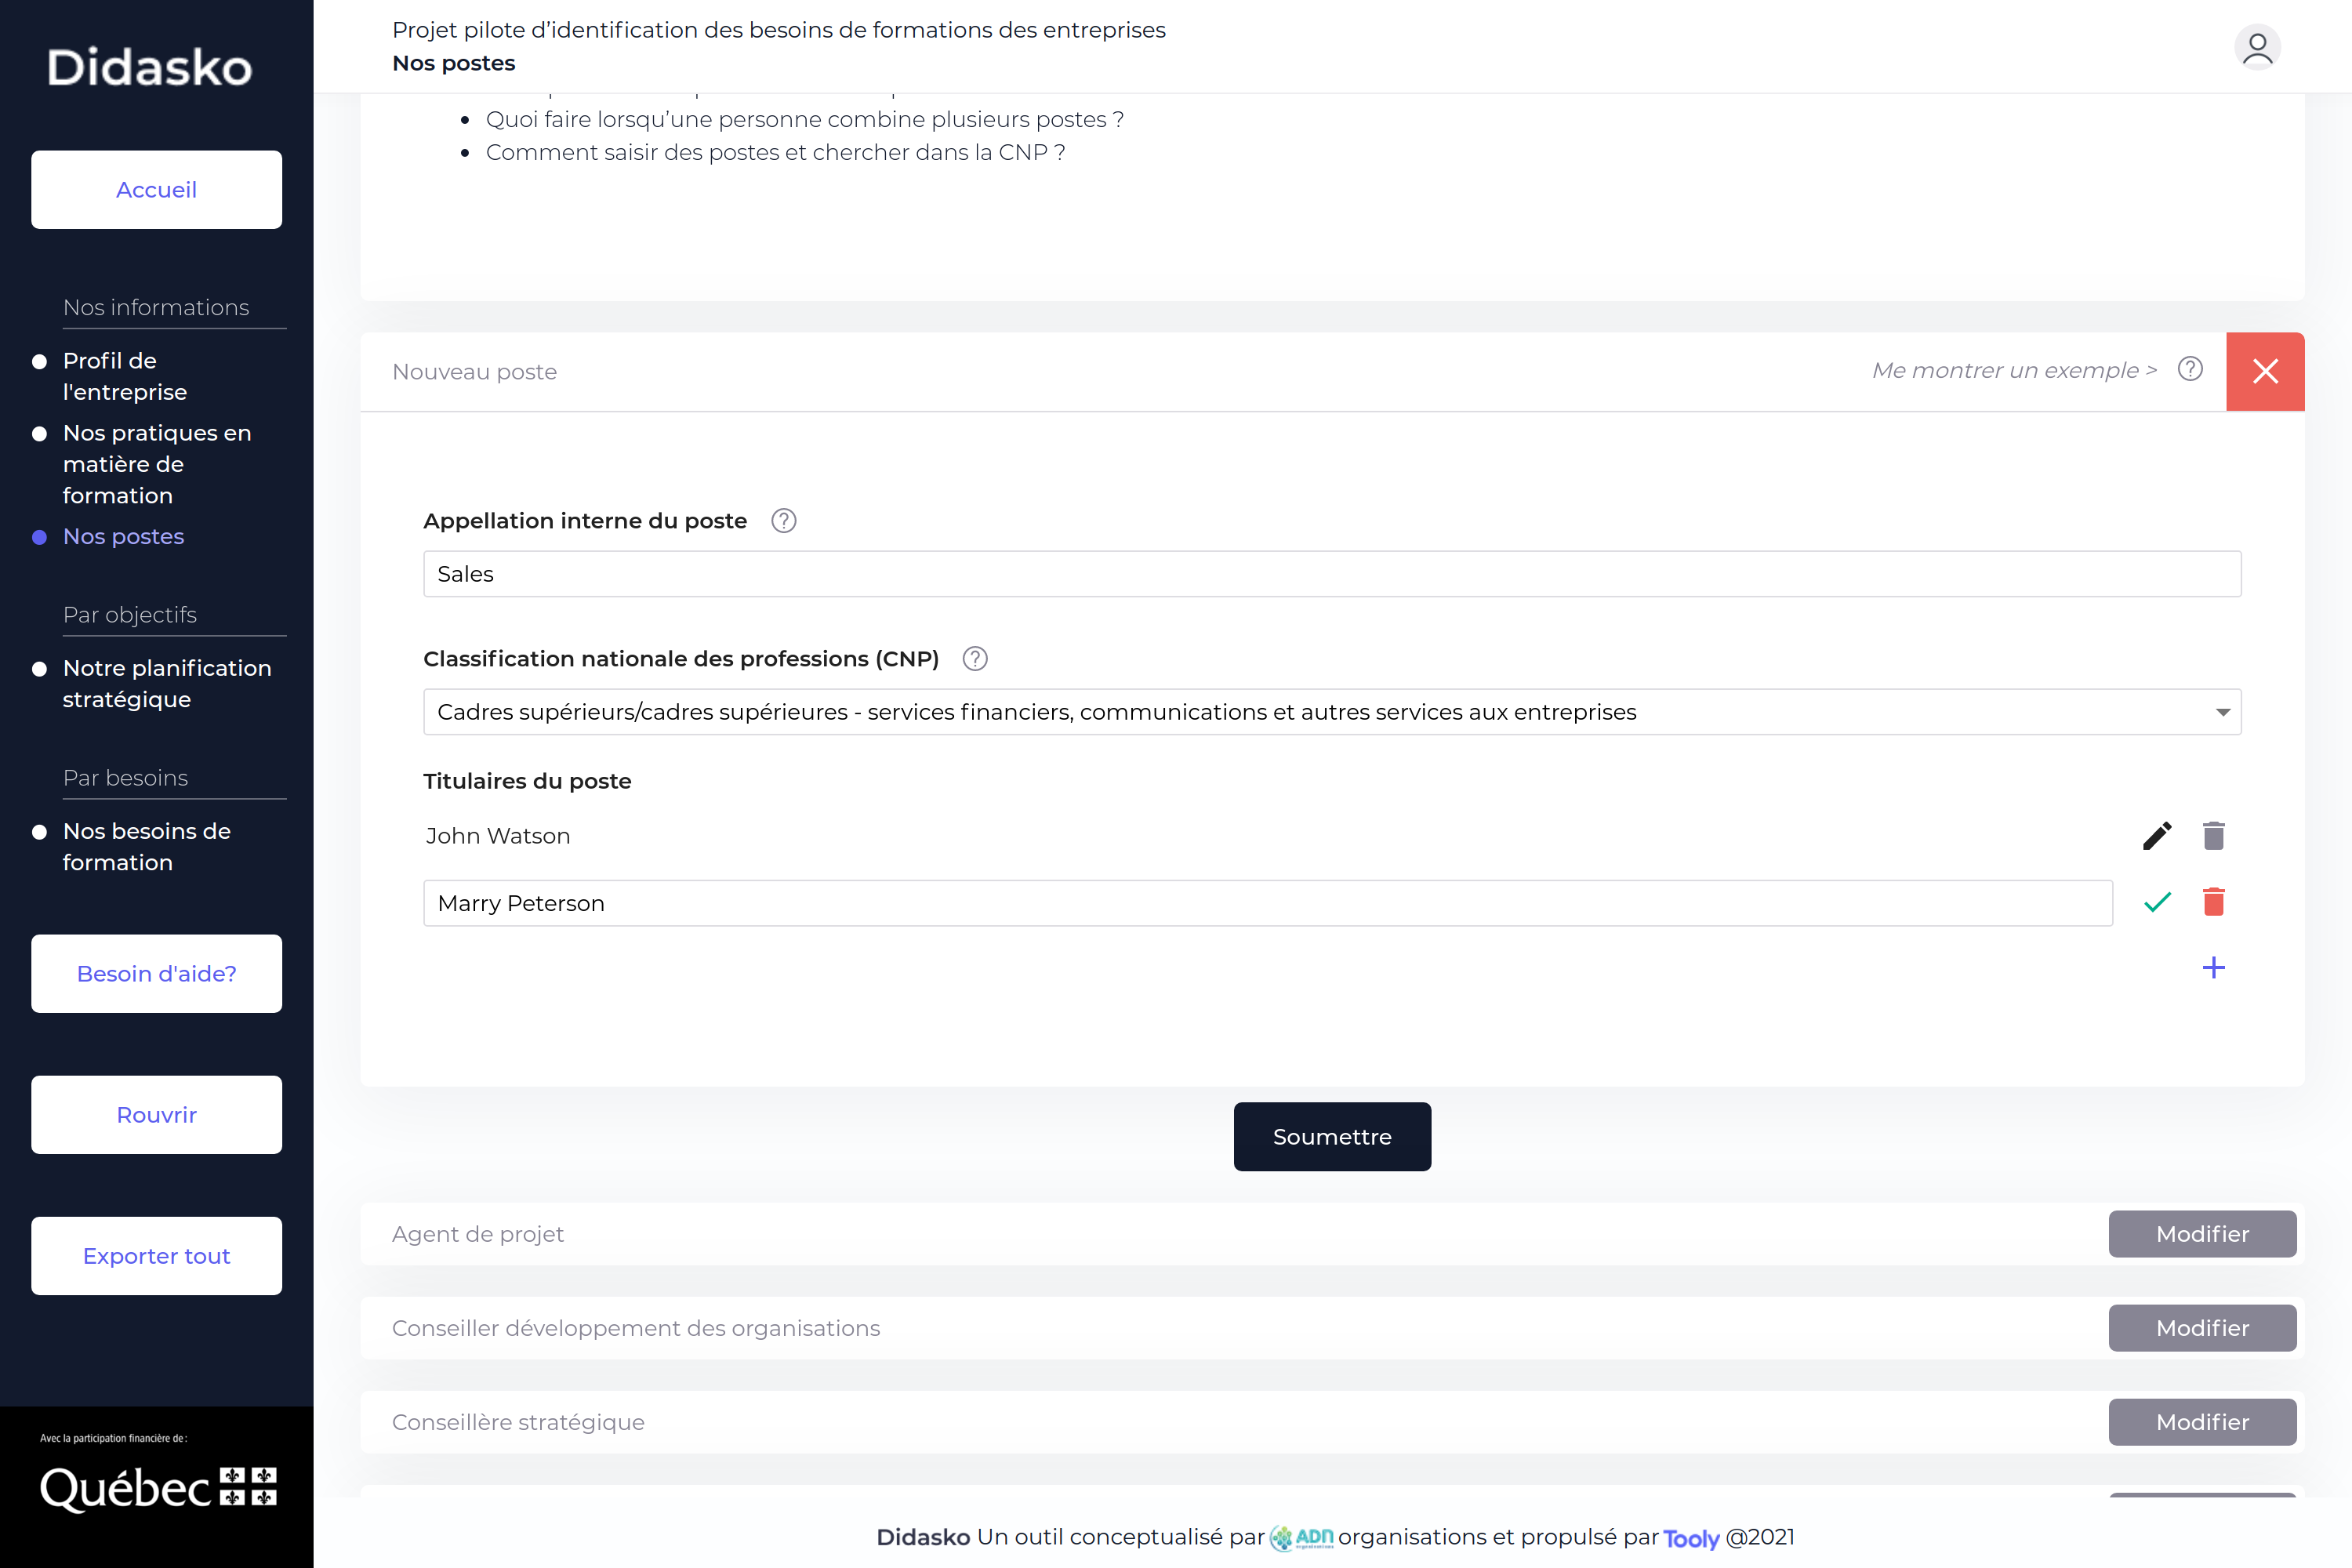 Didasko
Accueil
Nos informations
Profil de
l'entreprise
Nos pratiques en
matière de
formation
Nos postes
Par objectifs
Notre planification
stratégique
Par besoins
Nos besoins de
formation
Besoin d'aide?
Rouvrir
Exporter tout
Avec la participation financière de :
Québec
Projet pilote d’identification des besoins de formations des entreprises
Nos postes
Quoi faire lorsqu’une personne combine plusieurs postes ?
Comment saisir des postes et chercher dans la CNP ?
Nouveau poste
Me montrer un exemple >
Appellation interne du poste
Sales
Classification nationale des professions (CNP)
Cadres supérieurs/cadres supérieures - services financiers, communications et autres services aux entreprises
Titulaires du poste
John Watson
Marry Peterson
Soumettre
Agent de projet
Modifier
Conseiller développement des organisations
Modifier
Conseillère stratégique
Modifier
Didasko Un outil conceptualisé par ADN organisations organisations et propulsé par Tooly @2021